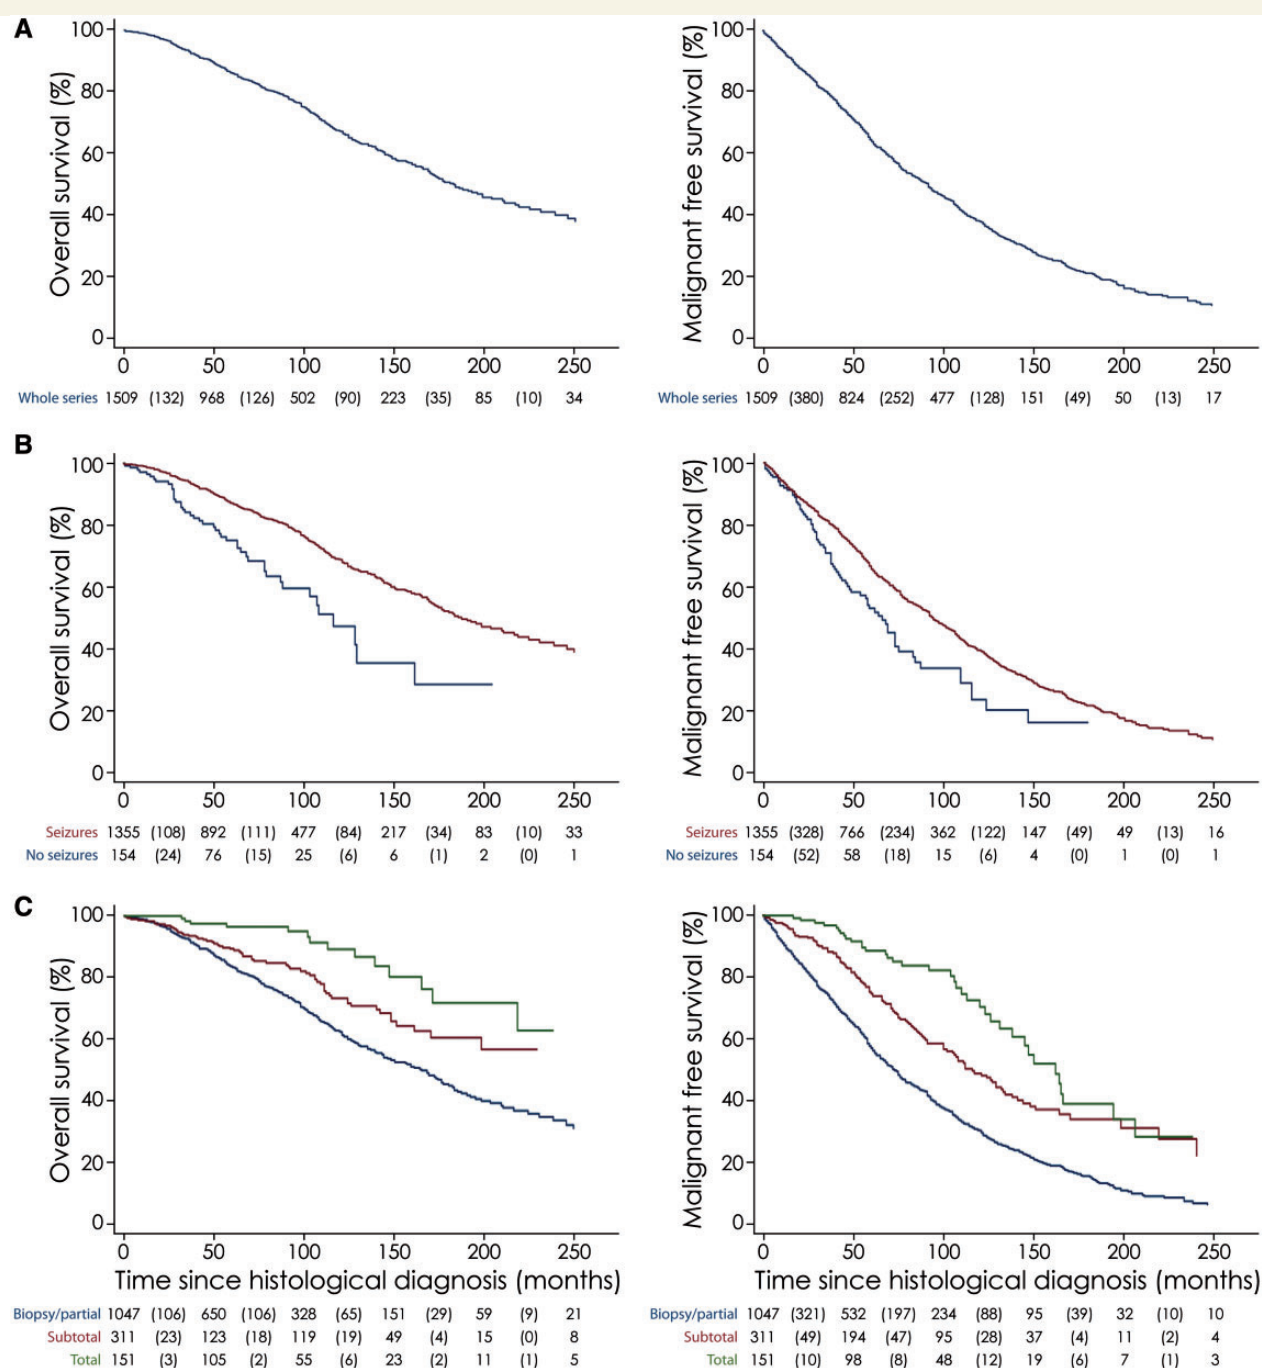 A
Overall survival (%)
100
80
60
40
20
0
0 50 100 150 200 250
Whole series 1509 (132) 968 (126) 502 (90) 223 (35) 85 (10) 34
Malignant free survival (%)
100
80
60
40
20
0
0 50 100 150 200 250
Whole series 1509 (380) 824 (252) 477 (128) 151 (49) 50 (13) 17
B
Overall survival (%)
100
80
60
40
20
0
0 50 100 150 200 250
Seizures 1355 (108) 892 (111) 477 (84) 217 (34) 83 (10) 33
No seizures 154 (24) 76 (15) 25 (6) 6 (1) 2 (0) 1
Malignant free survival (%)
100
80
60
40
20
0
0 50 100 150 200 250
Seizures 1355 (328) 766 (234) 362 (122) 147 (49) 49 (13) 16
No seizures 154 (52) 58 (18) 15 (6) 4 (0) 1 (0) 1
C
Overall survival (%)
100
80
60
40
20
0
0 50 100 150 200 250
Time since histological diagnosis (months)
Biopsy/partial 1047 (106) 650 (106) 328 (65) 151 (29) 59 (9) 21
Subtotal 311 (23) 123 (18) 119 (19) 49 (4) 15 (0) 8
Total 151 (3) 105 (2) 55 (6) 23 (2) 11 (1) 5
Malignant free survival (%)
100
80
60
40
20
0
0 50 100 150 200 250
Time since histological diagnosis (months)
Biopsy/partial 1047 (321) 532 (197) 234 (88) 95 (39) 32 (10) 10
Subtotal 311 (49) 194 (47) 95 (28) 37 (4) 11 (2) 4
Total 151 (10) 98 (8) 48 (12) 19 (6) 7 (1) 3